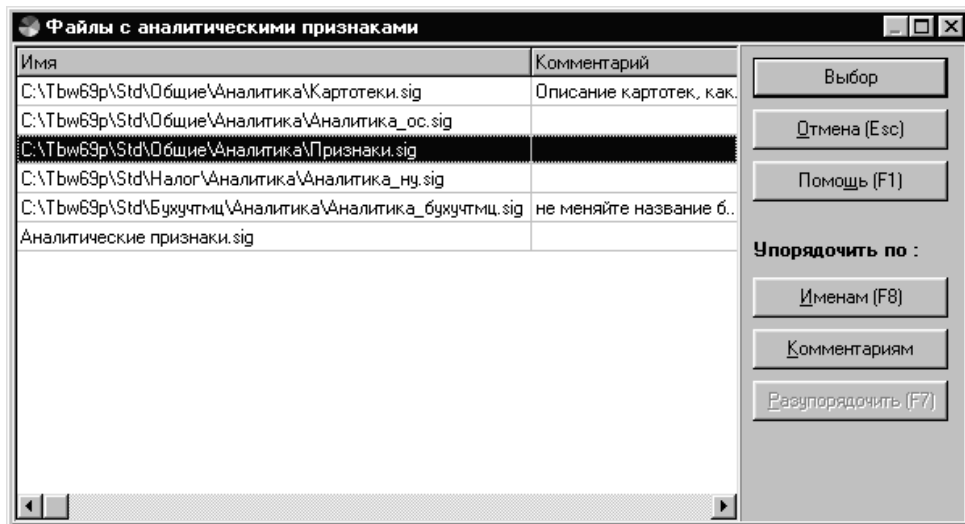 Файлы с аналитическими признаками
Имя Комментарий
C:\Tbw69p\Std\Общие\Аналитика\Картотеки.sig Описание картотек, как.
C:\Tbw69p\Std\Общие\Аналитика\Аналитика_ос.sig
C:\Tbw69p\Std\Общие\Аналитика\Признаки.sig
C:\Tbw69p\Std\Налог\Аналитика\Аналитика_ну.sig
C:\Tbw69p\Std\Бухучтмц\Аналитика\Аналитика_бухучтмц.sig не меняйте название б..
Аналитические признаки.sig
Выбор
Отмена (Esc)
Помощь (F1)
Упорядочить по :
Именам (F8)
Комментариям
Разупорядочить (F7)